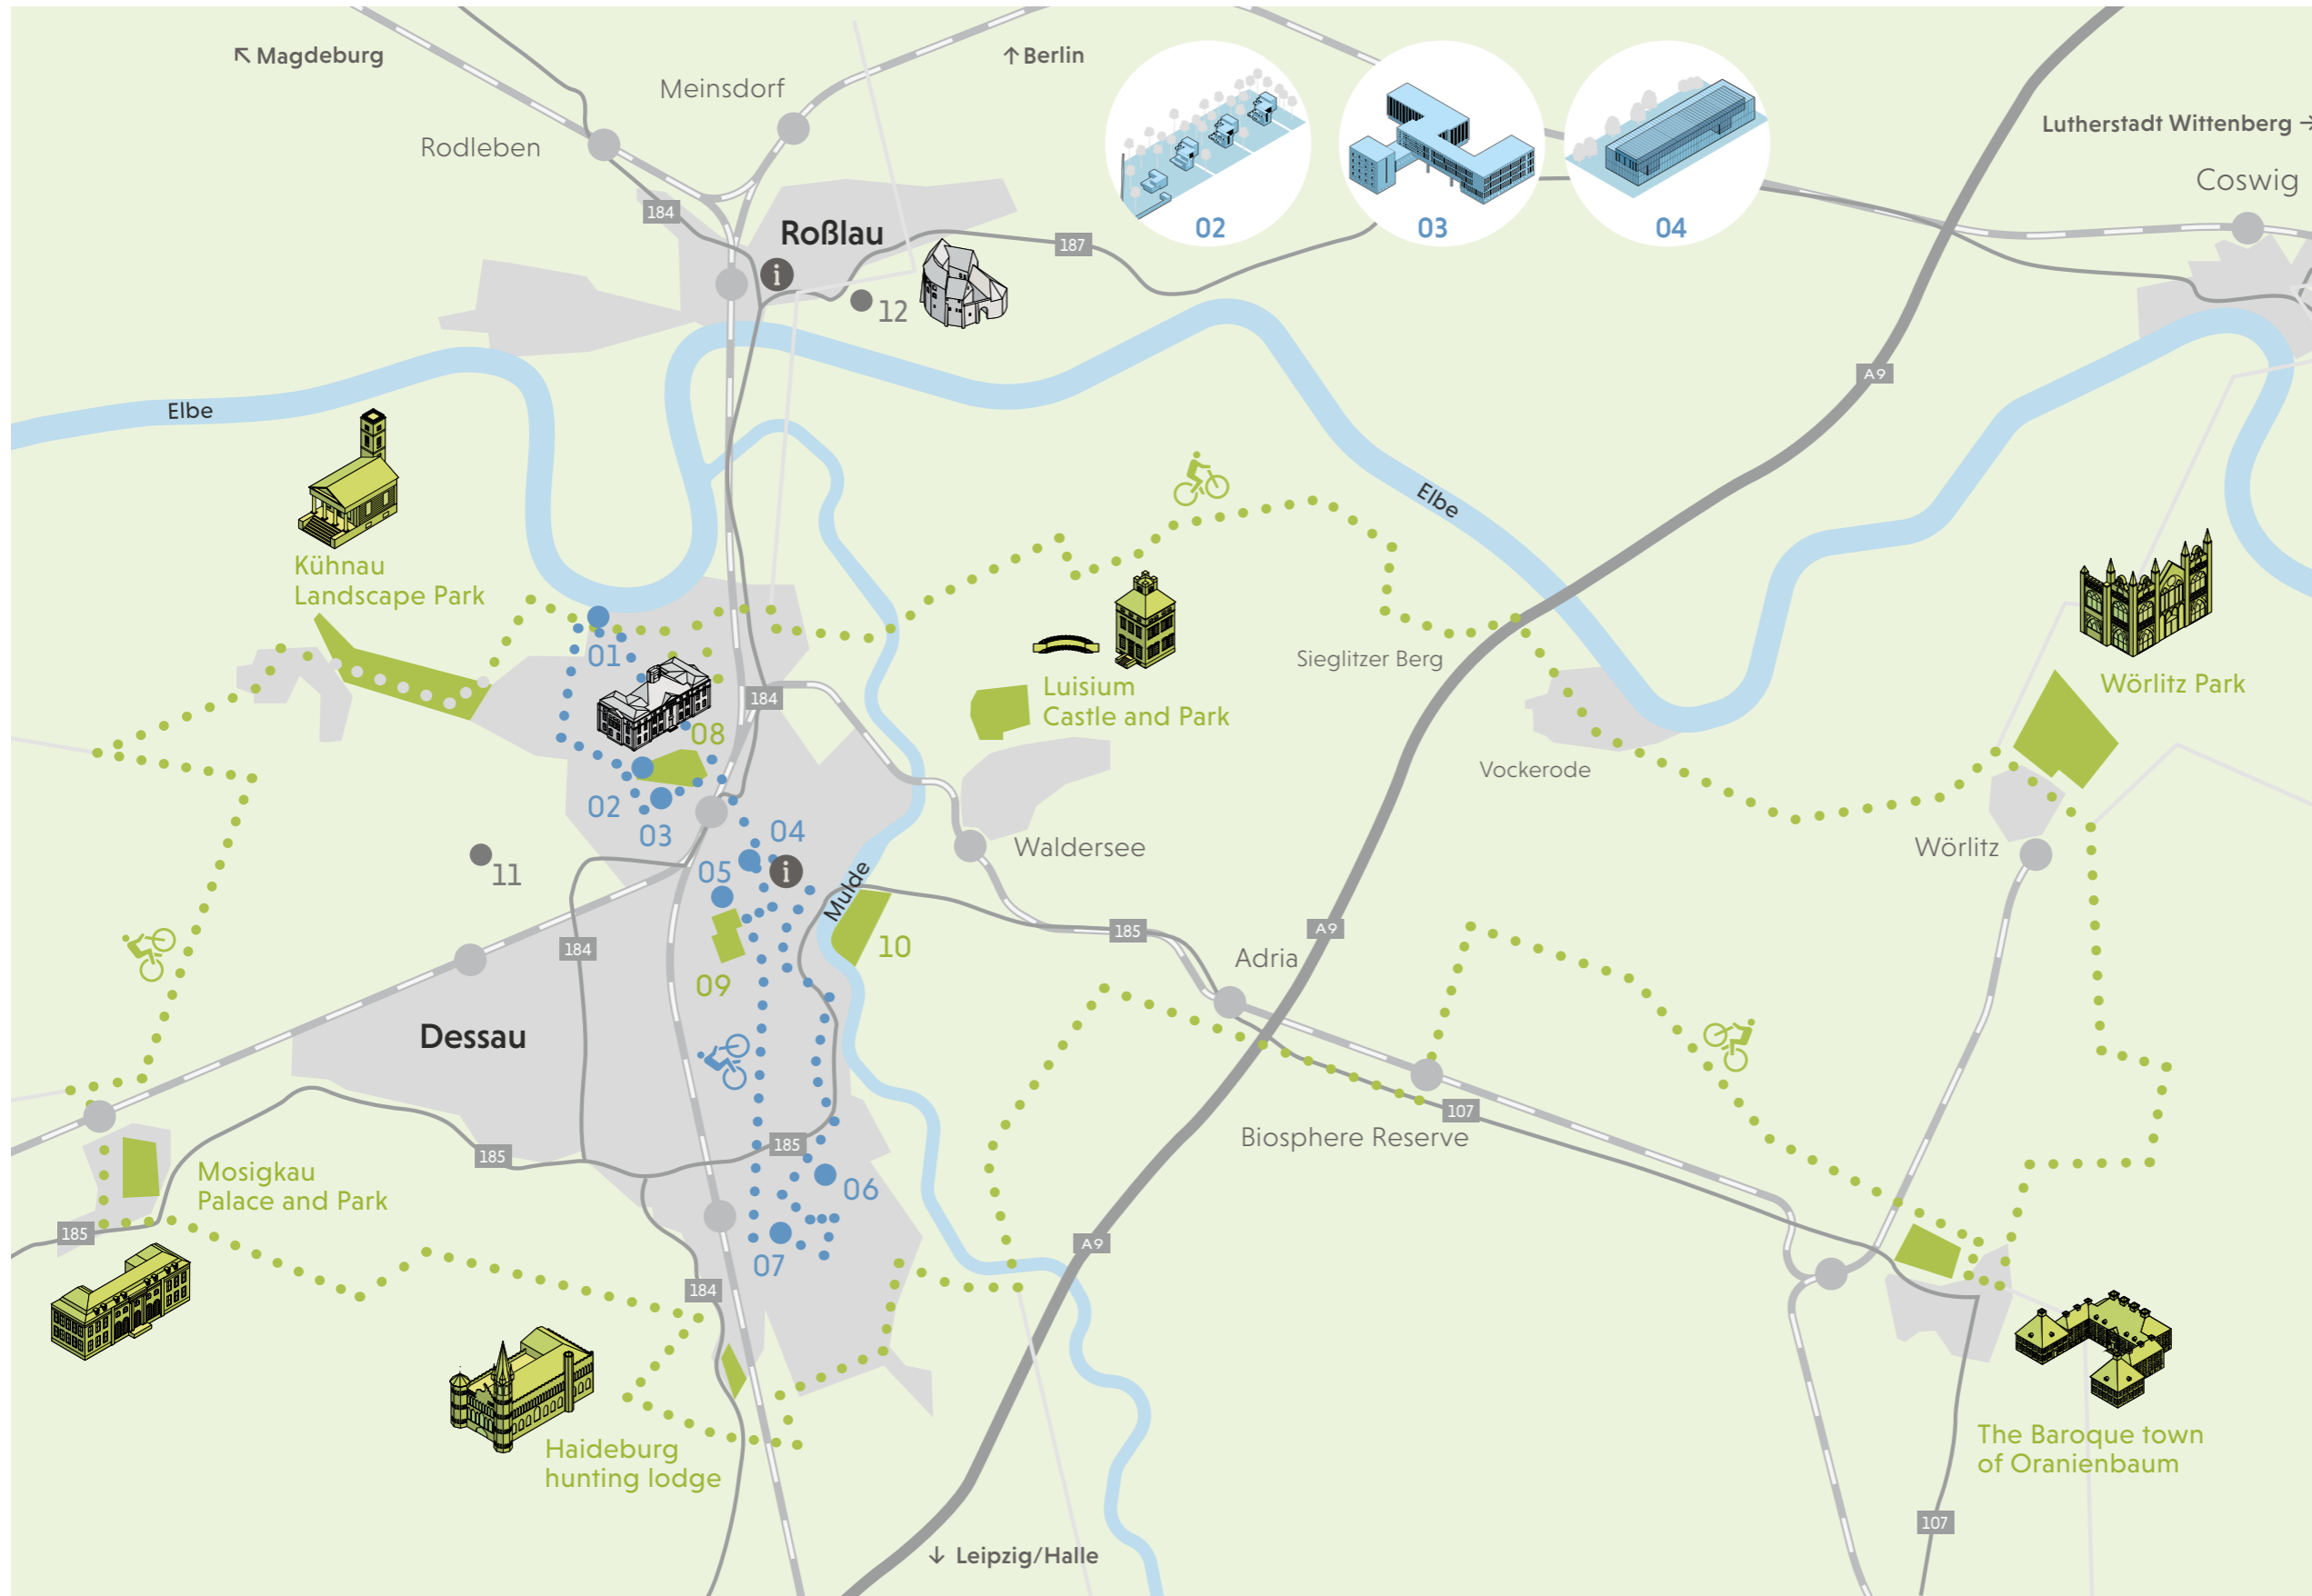 ↖ Magdeburg
↑ Berlin
Meinsdorf
Rodleben
Lutherstadt Wittenberg →
Coswig
02
03
04
184
Roßlau
187
i
12
A9
Elbe
Elbe
Kühnau
Landscape Park
01
Sieglitzer Berg
Luisium
Castle and Park
Wörlitz Park
184
08
Vockerode
02
03
04
05
i
Waldersee
Wörlitz
11
Mulde
185
A9
184
10
Adria
09
Dessau
107
Biosphere Reserve
185
185
Mosigkau
Palace and Park
06
185
07
A9
184
Haideburg
hunting lodge
The Baroque town
of Oranienbaum
107
↓ Leipzig/Halle